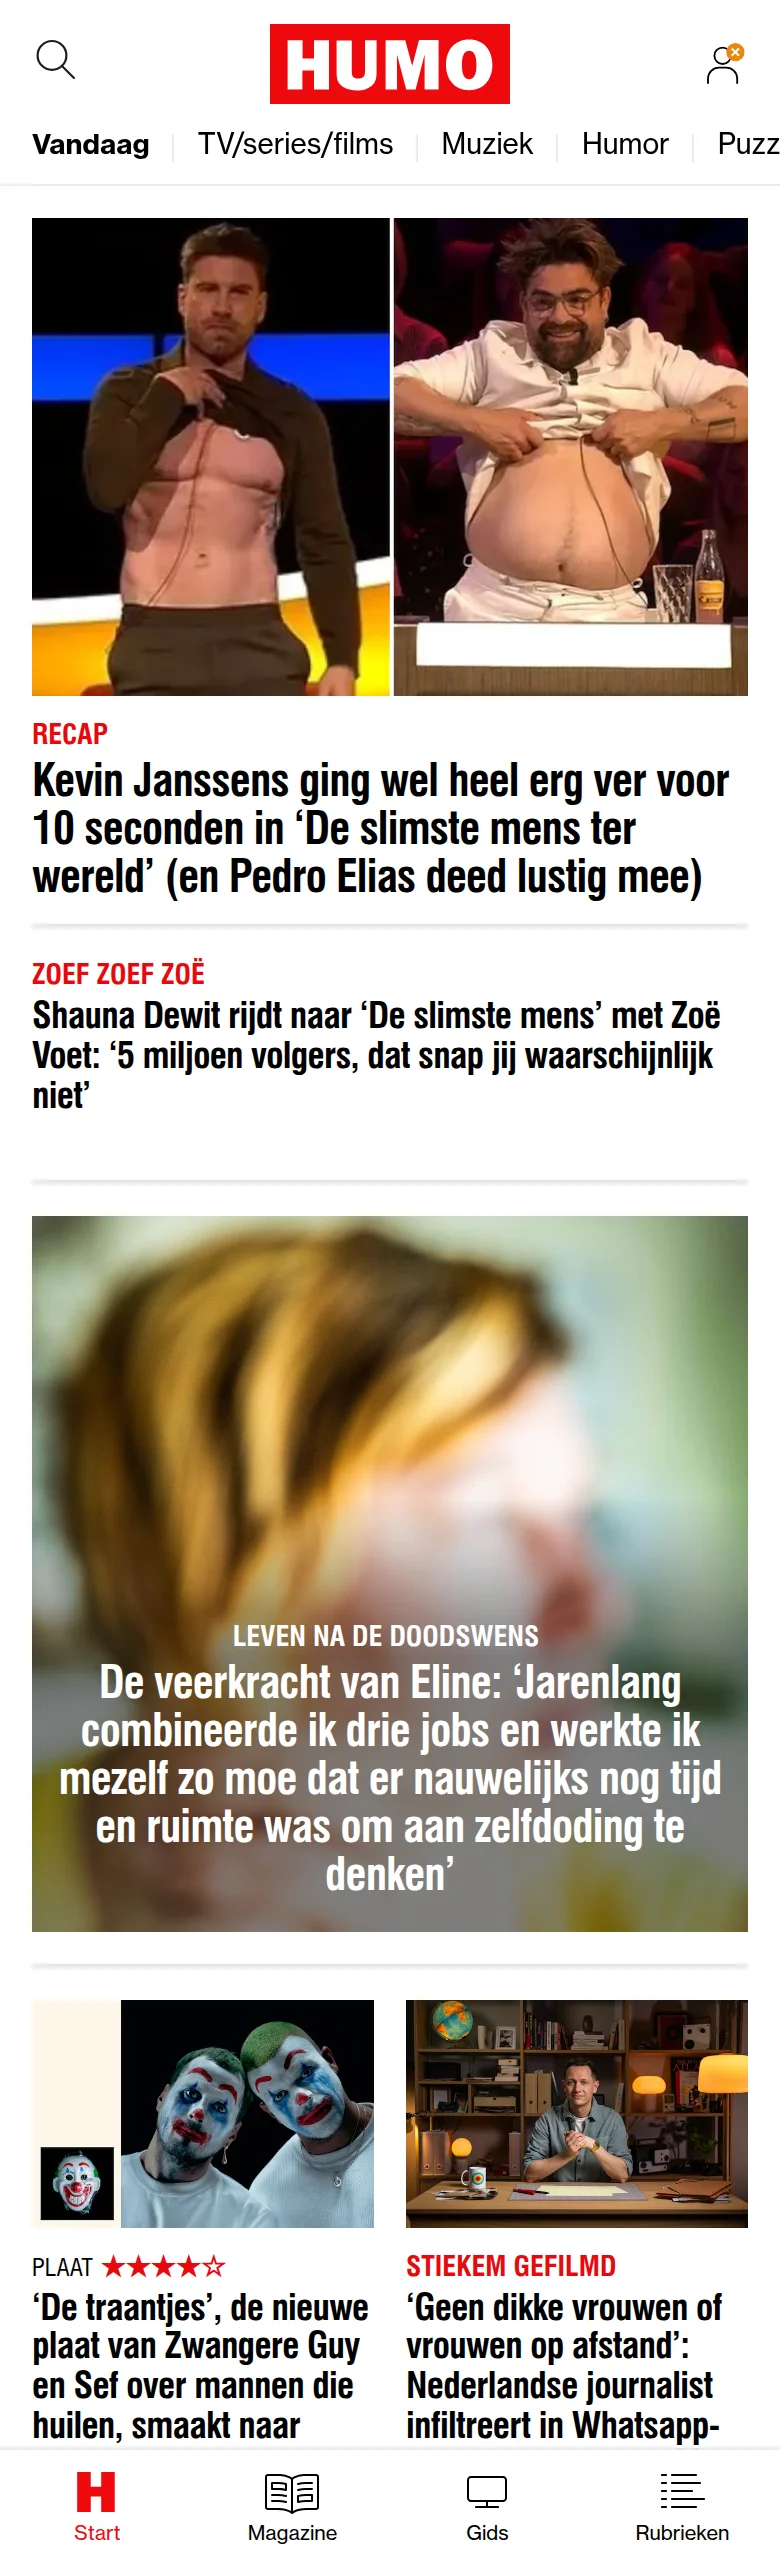 HUMO
Vandaag
TV/series/films
Muziek
Humor
Puzz
RECAP
Kevin Janssens ging wel heel erg ver voor
10 seconden in ‘De slimste mens ter
wereld’ (en Pedro Elias deed lustig mee)
ZOEF ZOEF ZOË
Shauna Dewit rijdt naar ‘De slimste mens’ met Zoë
Voet: ‘5 miljoen volgers, dat snap jij waarschijnlijk
niet’
LEVEN NA DE DOODSWENS
De veerkracht van Eline: ‘Jarenlang
combineerde ik drie jobs en werkte ik
mezelf zo moe dat er nauwelijks nog tijd
en ruimte was om aan zelfdoding te
denken’
PLAAT ★★★★☆
‘De traantjes’, de nieuwe
plaat van Zwangere Guy
en Sef over mannen die
huilen, smaakt naar
STIEKEM GEFILMD
‘Geen dikke vrouwen of
vrouwen op afstand’:
Nederlandse journalist
infiltreert in Whatsapp-
H
Start
Magazine
Gids
Rubrieken